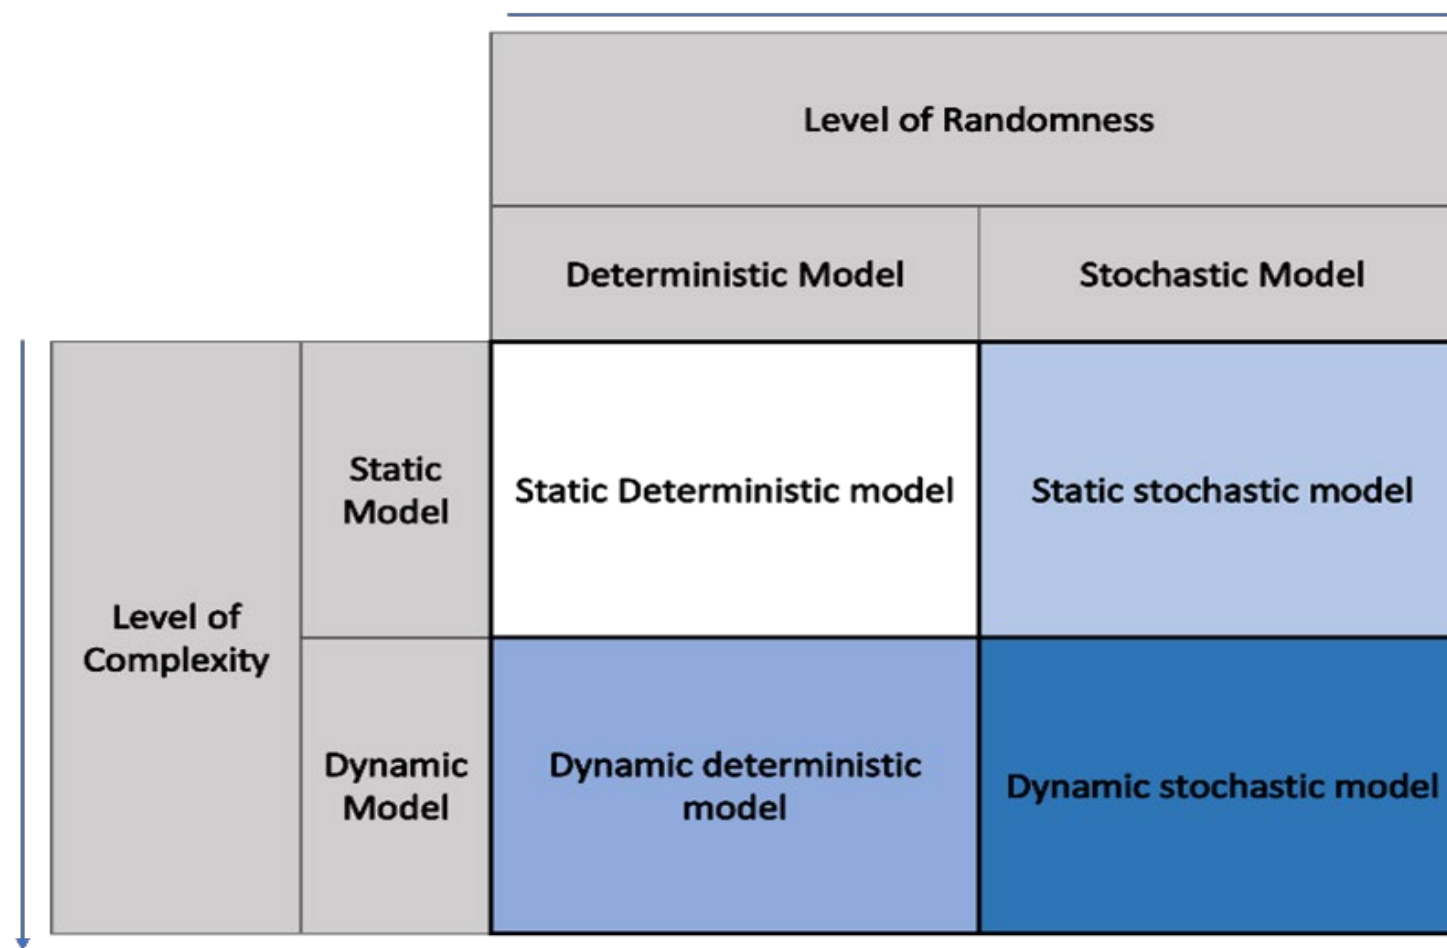 Level of Randomness
Deterministic Model
Stochastic Model
Static
Model
Static Deterministic model
Static stochastic model
Level of
Complexity
Dynamic
Model
Dynamic deterministic
model
Dynamic stochastic model